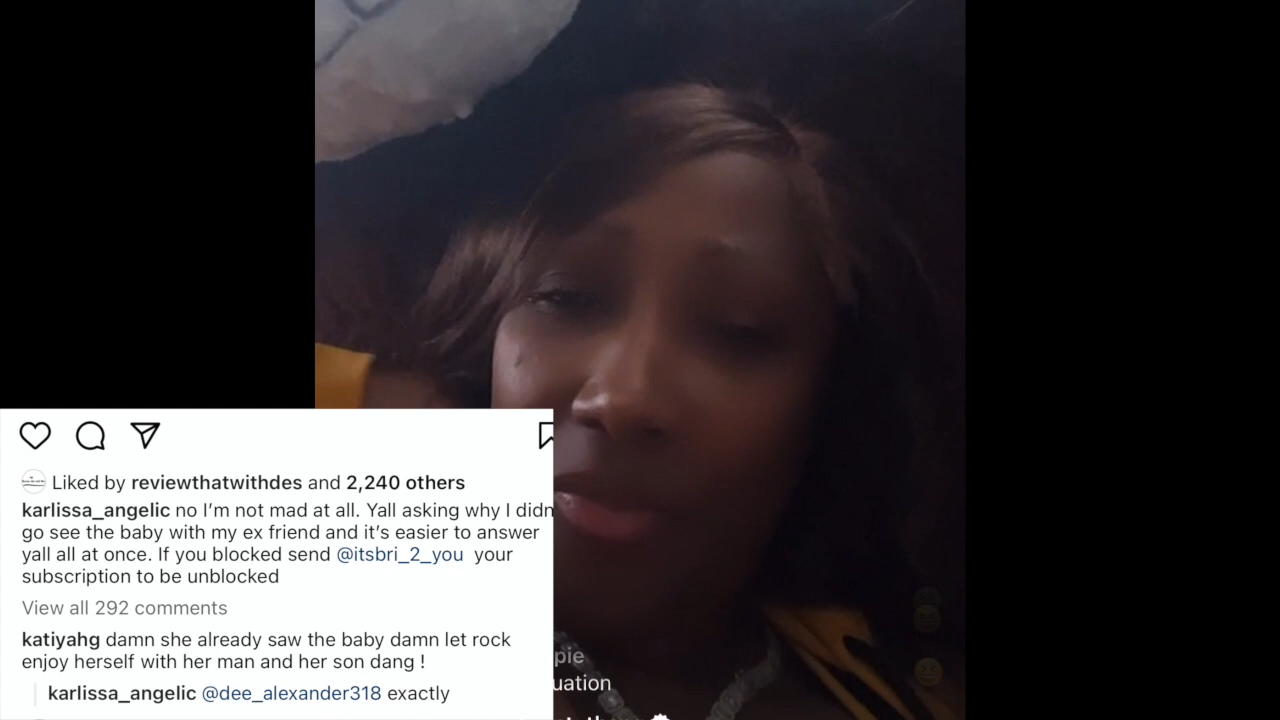 Liked by reviewthatwithdes and 2,240 others
karlissa_angelic no I’m not mad at all. Yall asking why I didn
go see the baby with my ex friend and it’s easier to answer
yall all at once. If you blocked send @itsbri_2_you your
subscription to be unblocked
View all 292 comments
katiyahg damn she already saw the baby damn let rock
enjoy herself with her man and her son dang !
karlissa_angelic @dee_alexander318 exactly
pie
uation